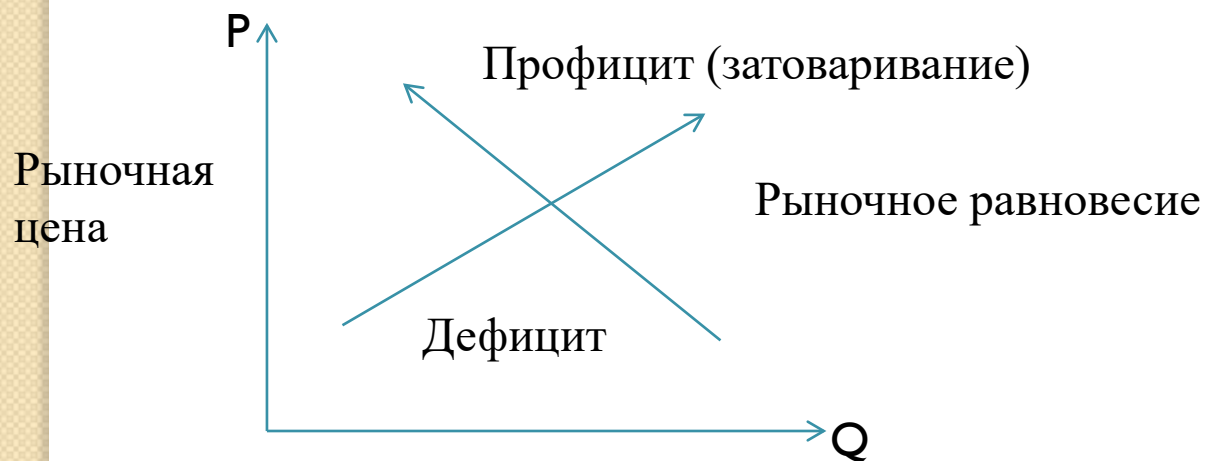 P
Профицит (затоваривание)
Рыночная
цена
Рыночное равновесие
Дефицит
Q